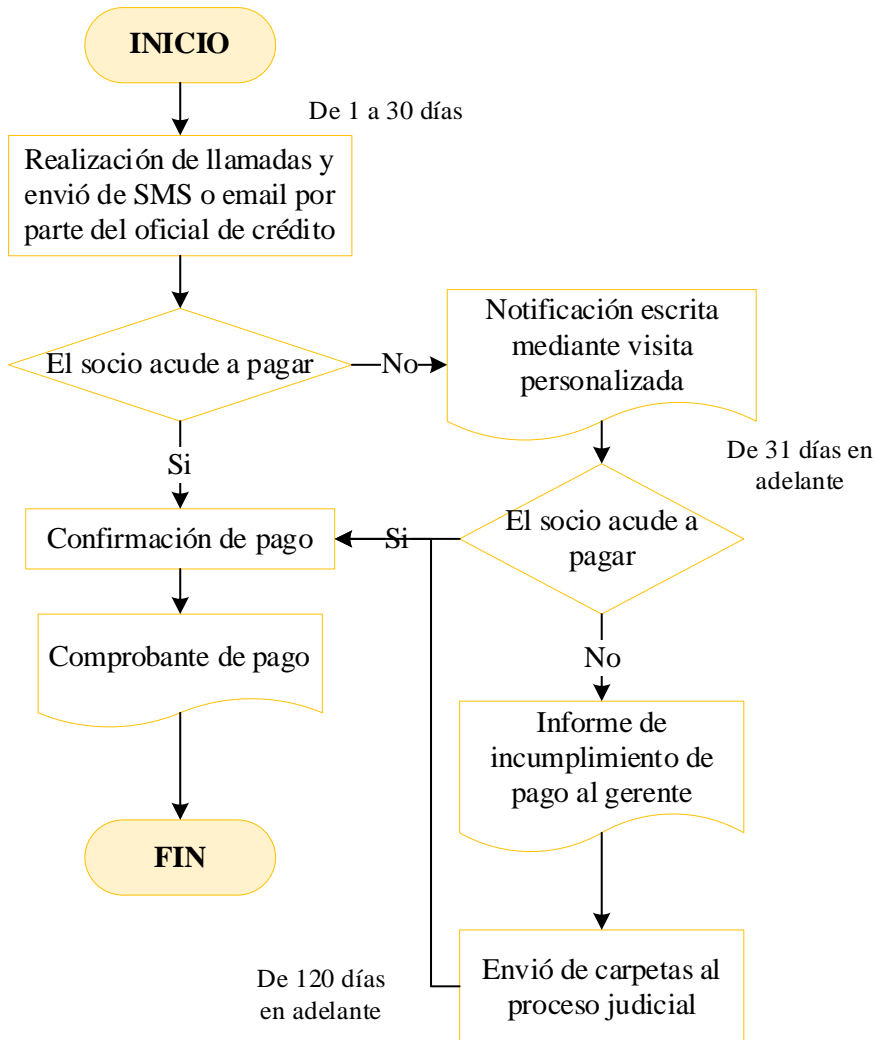 INICIO
De 1 a 30 días
Realización de llamadas y
envió de SMS o email por
parte del oficial de crédito
El socio acude a pagar
No
Notificación escrita
mediante visita
personalizada
De 31 días en
adelante
Si
Confirmación de pago
Si
El socio acude a
pagar
Comprobante de pago
No
Informe de
incumplimiento de
pago al gerente
FIN
De 120 días
en adelante
Envió de carpetas al
proceso judicial